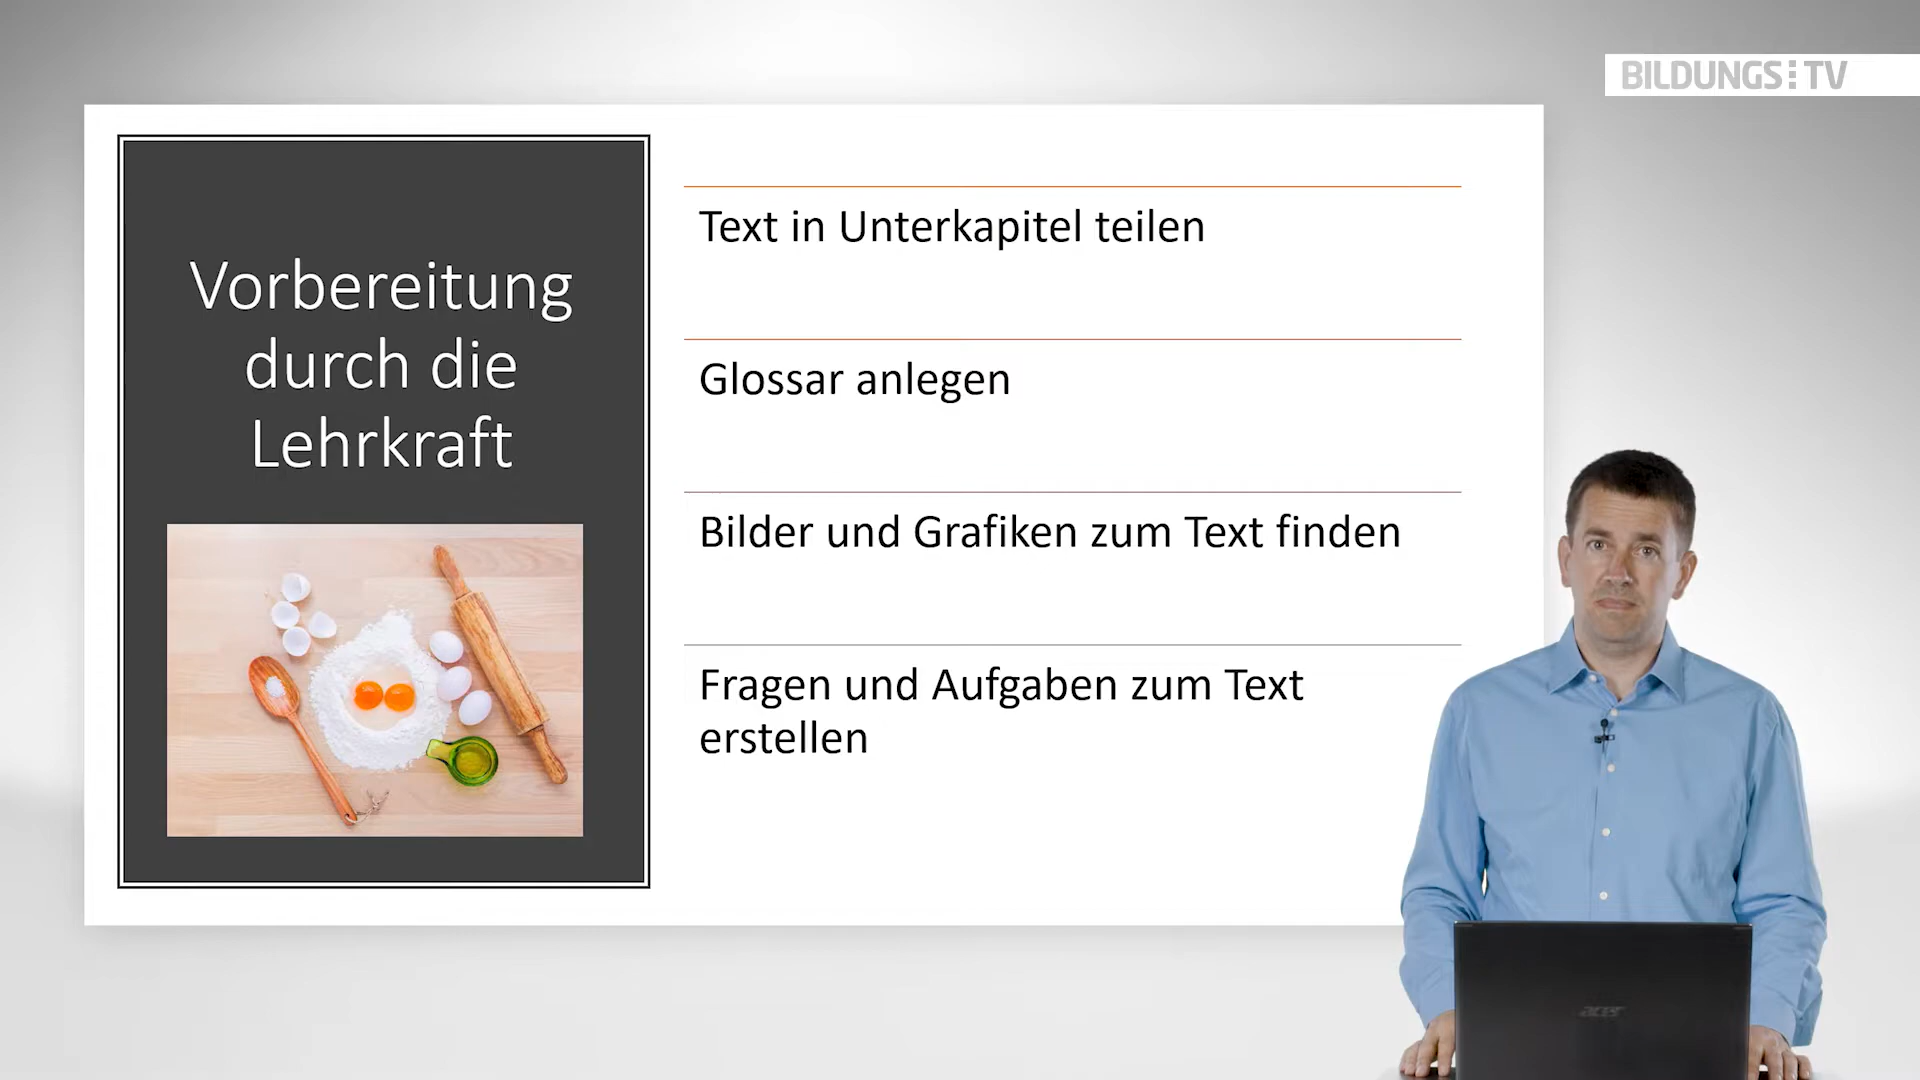 BILDUNGS:TV
Vorbereitung
durch die
Lehrkraft
Text in Unterkapitel teilen
Glossar anlegen
Bilder und Grafiken zum Text finden
Fragen und Aufgaben zum Text
erstellen
acer